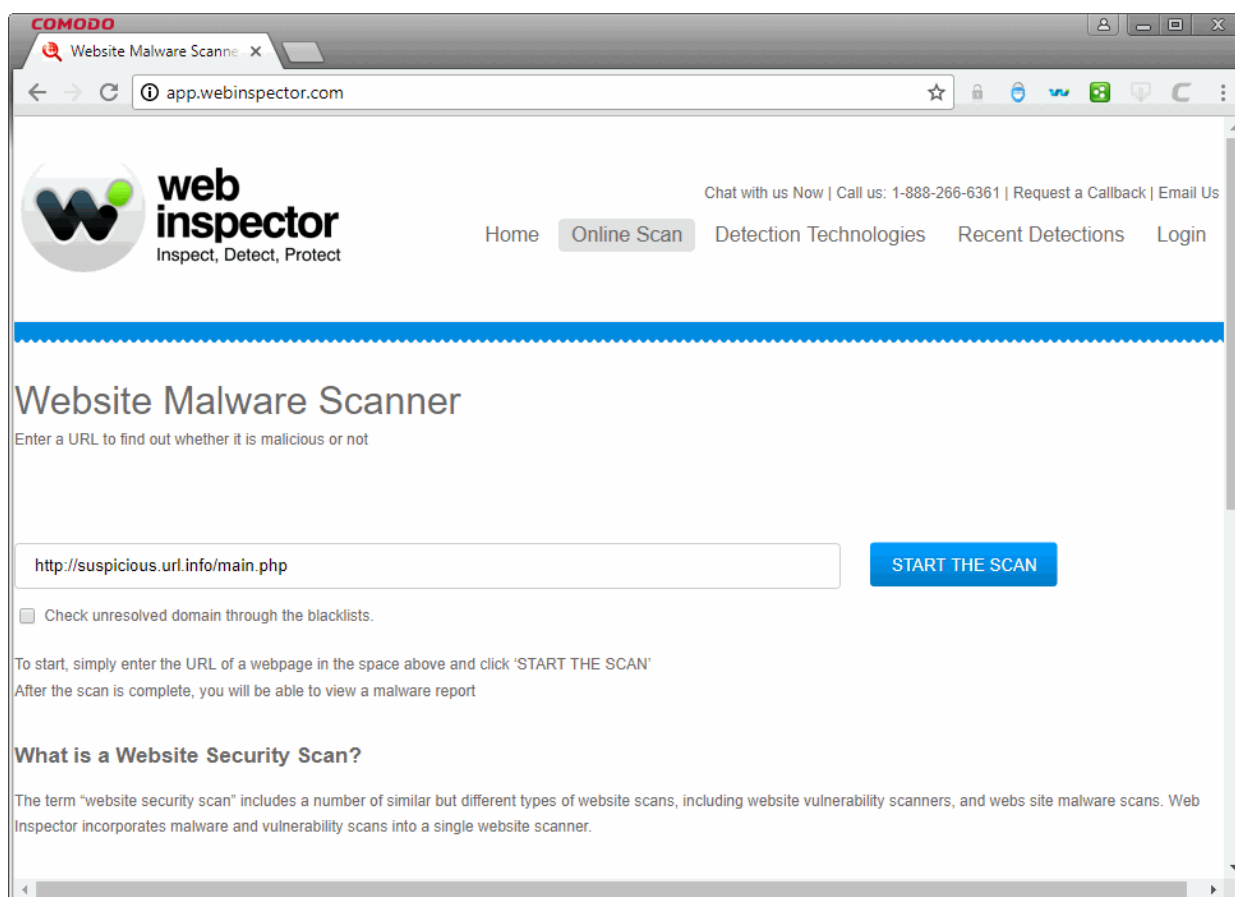 COMODO
Website Malware Scanne
app.webinspector.com
web
inspector
Inspect, Detect, Protect
Chat with us Now | Call us: 1-888-266-6361 | Request a Callback | Email Us
Home Online Scan Detection Technologies Recent Detections Login
Website Malware Scanner
Enter a URL to find out whether it is malicious or not
http://suspicious.url.info/main.php
START THE SCAN
Check unresolved domain through the blacklists.
To start, simply enter the URL of a webpage in the space above and click ‘START THE SCAN’
After the scan is complete, you will be able to view a malware report
What is a Website Security Scan?
The term “website security scan” includes a number of similar but different types of website scans, including website vulnerability scanners, and webs site malware scans. Web
Inspector incorporates malware and vulnerability scans into a single website scanner.